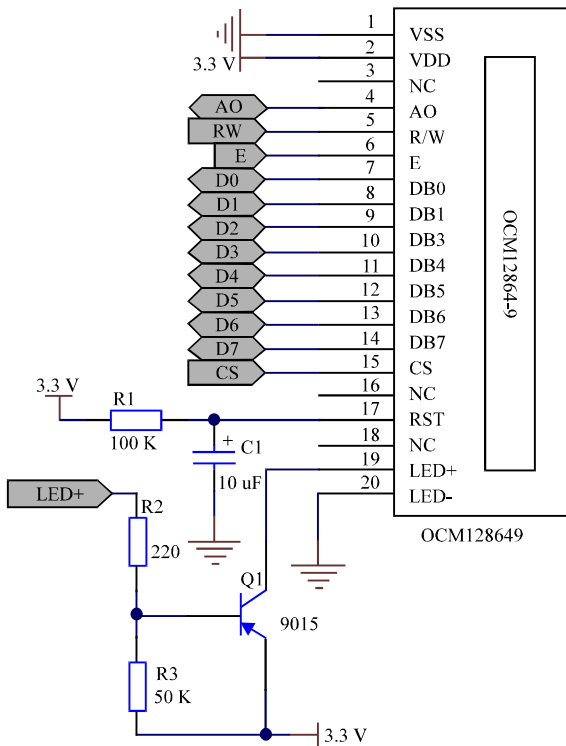 1 VSS
3.3 V 2 VDD
3 NC
AO 4 AO
RW 5 R/W
E 6 E
D0 7 DB0
D1 8 DB1
D2 9 DB3
D3 10 DB4
D4 11 DB5
D5 12 DB6
D6 13 DB7
D7 14
CS 15 CS
16 NC
17 RST
18 NC
19 LED+
20 LED-
OCM12864-9
OCM128649
3.3 V
R1
100 K
+ C1
10 uF
LED+
R2
220
Q1
9015
R3
50 K
3.3 V